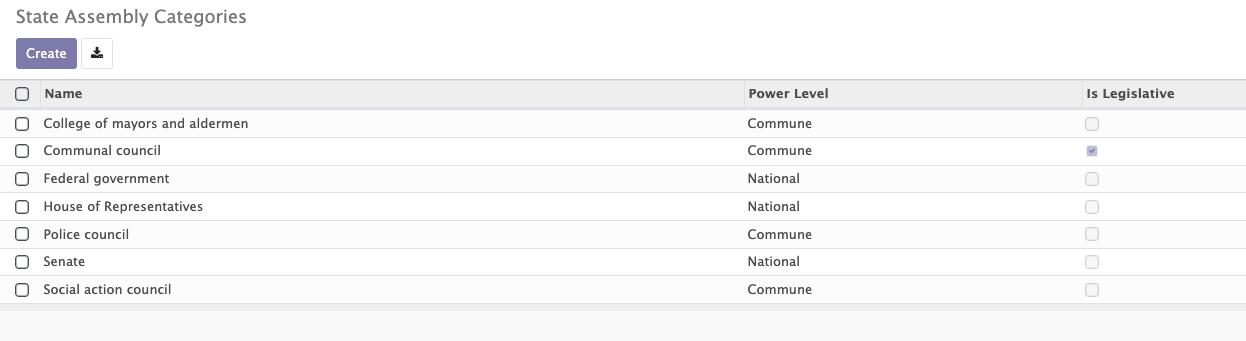 State Assembly Categories
Create
Name Power Level Is Legislative
College of mayors and aldermen Commune
Communal council Commune
Federal government National
House of Representatives National
Police council Commune
Senate National
Social action council Commune